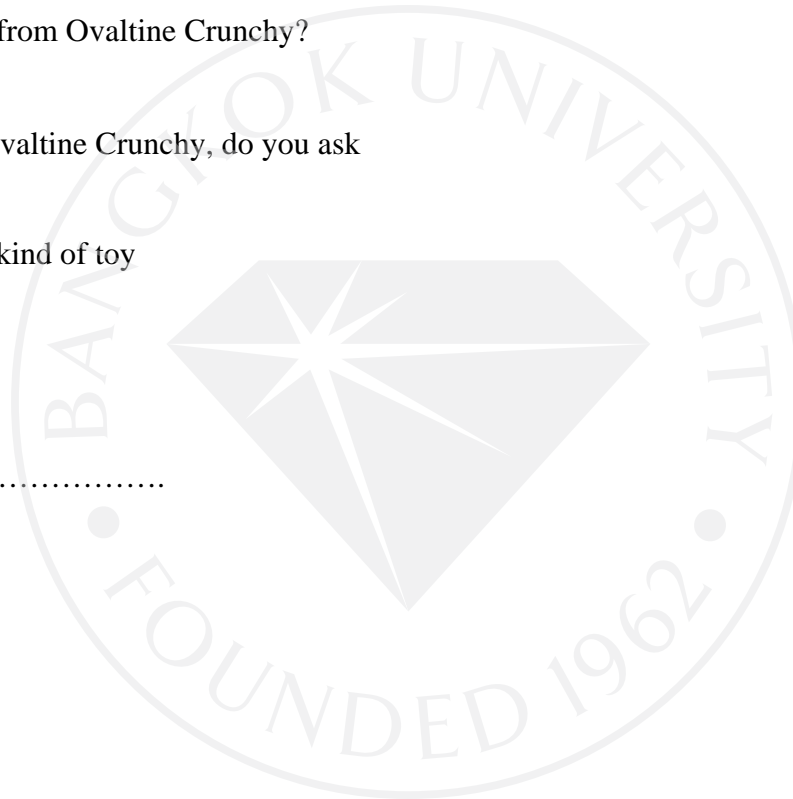 from Ovaltine Crunchy?
valtine Crunchy, do you ask
kind of toy
……………….
BANGKOK UNIVERSITY
FOUNDED 1962